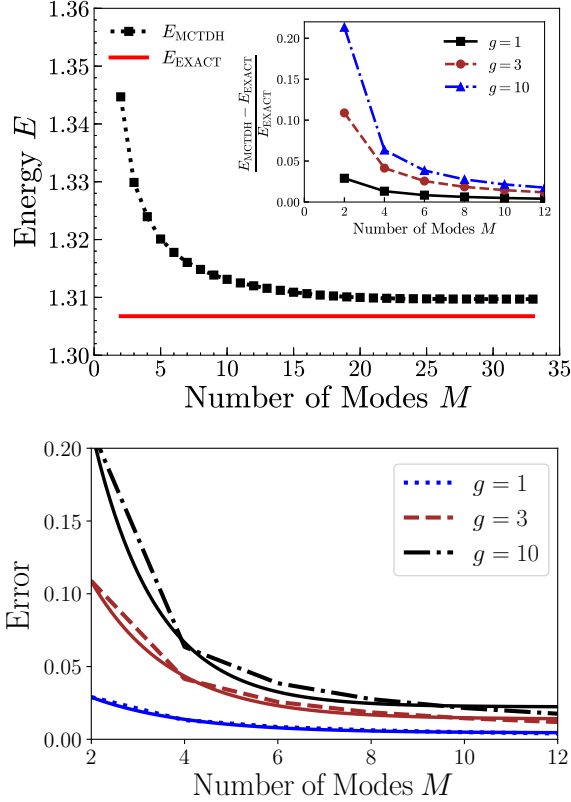 1.36
1.35
1.34
1.33
1.32
1.31
1.30
Energy E
E_MCTDH
E_EXACT
0 5 10 15 20 25 30 35
Number of Modes M
0.20
0.15
0.10
0.05
0.00
E_MCTDH − E_EXACT
E_EXACT
g = 1
g = 3
g = 10
0 2 4 6 8 10 12
Number of Modes M
0.20
0.15
0.10
0.05
0.00
Error
g = 1
g = 3
g = 10
2 4 6 8 10 12
Number of Modes M